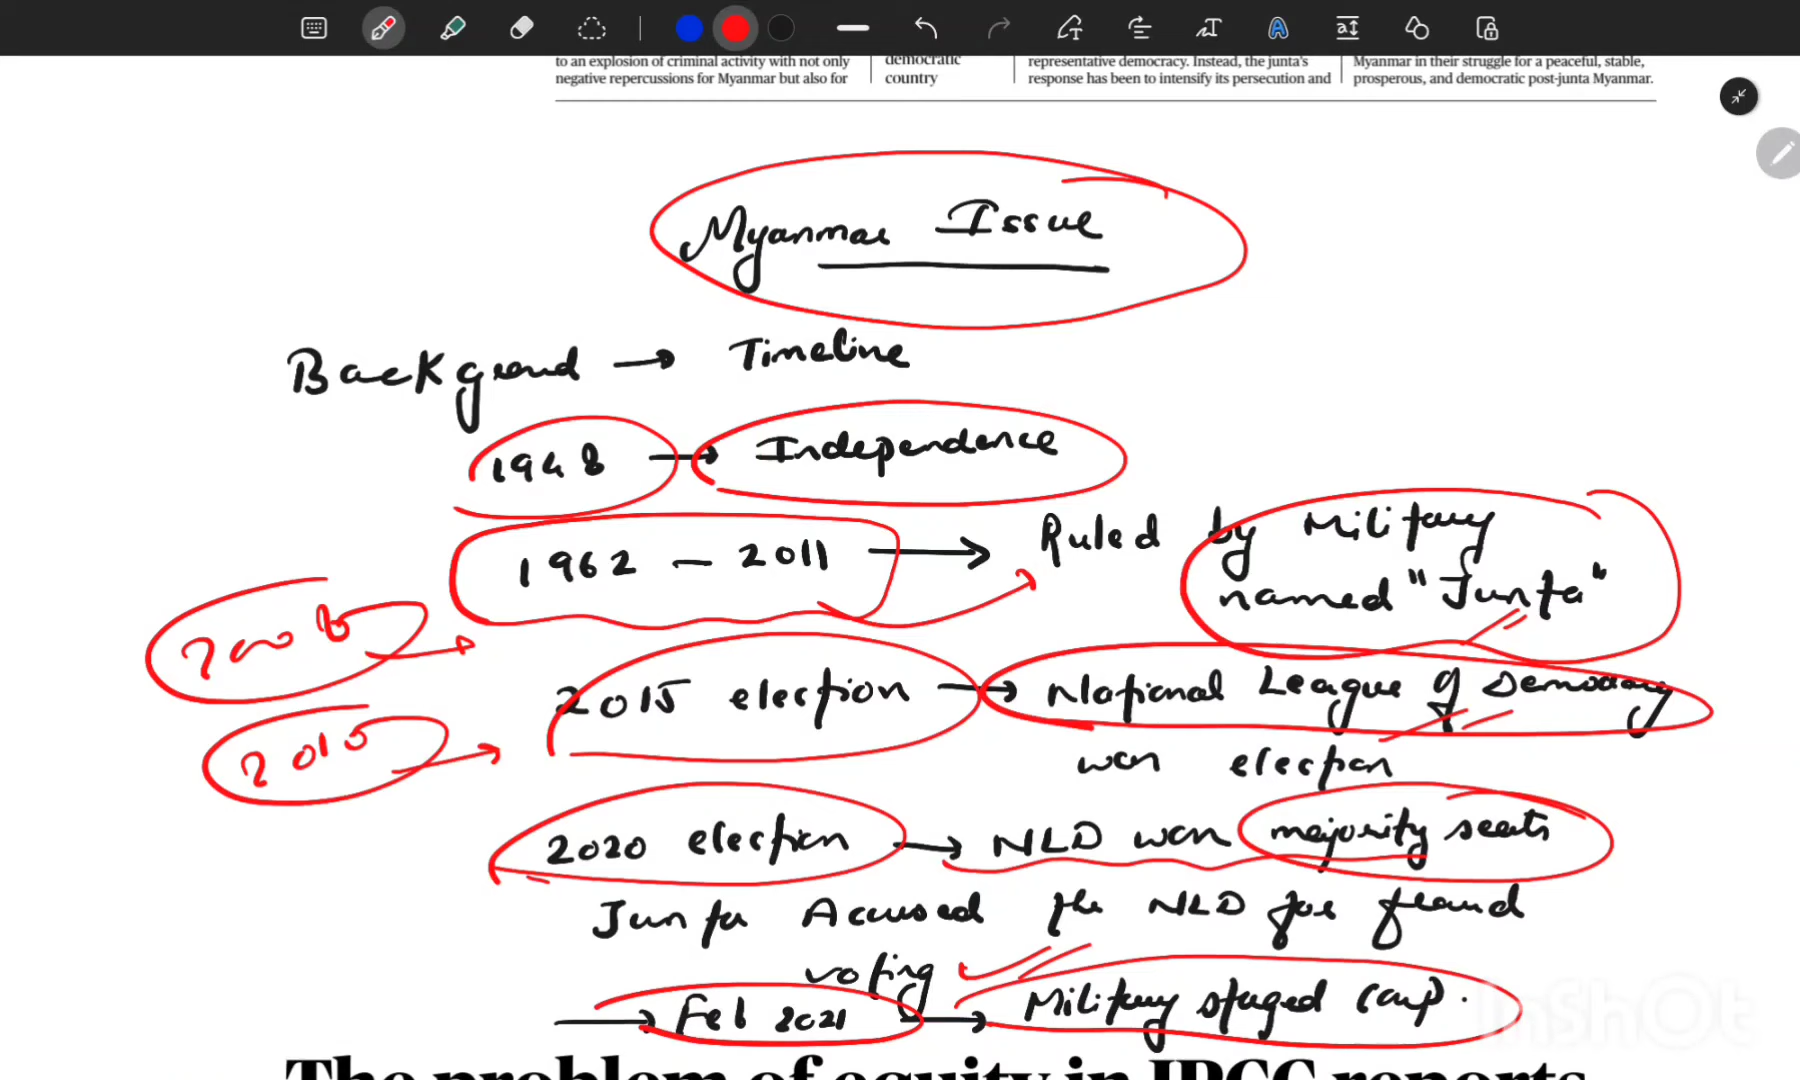 to an explosion of criminal activity with not only
negative repercussions for Myanmar but also for
democratic
country
representative democracy. Instead, the junta's
response has been to intensify its persecution and
Myanmar in their struggle for a peaceful, stable,
prosperous, and democratic post-junta Myanmar.
Myanmar Issue
Background → Timeline
1948 → Independence
1962 - 2011 → Ruled by Military
named "Junta"
2008 →
2015 election → National League of Democracy
2010 →
won election
2020 election → NLD won majority seats
Junta Accused the NLD for fraud
voting
→ Feb 2021 → Military staged coup.
InShOt
The problem of equity in IPCC reports